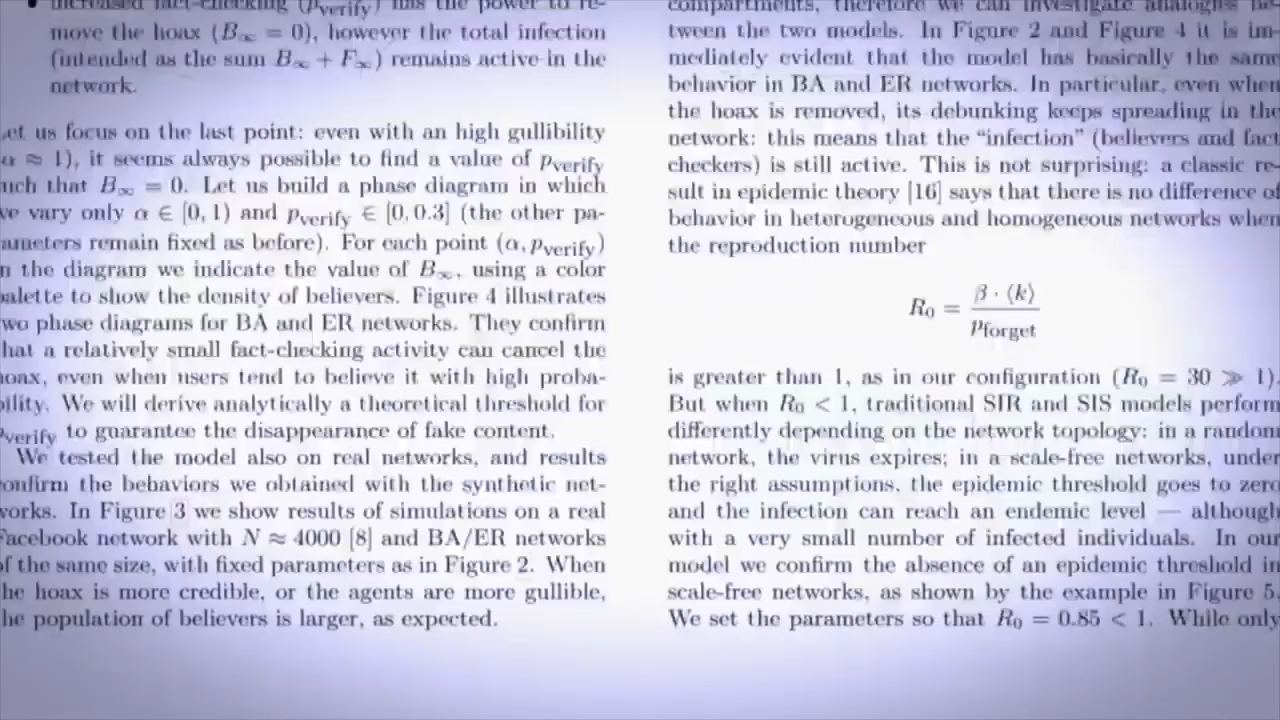 move the hoax (B∞ = 0), however the total infection
(intended as the sum B∞ + F∞) remains active in the
network.
et us focus on the last point: even with an high gullibility
α ≈ 1), it seems always possible to find a value of pverify
uch that B∞ = 0. Let us build a phase diagram in which
ve vary only α ∈ [0, 1) and pverify ∈ [0, 0.3] (the other pa-
ameters remain fixed as before). For each point (α, pverify)
n the diagram we indicate the value of B∞, using a color
alette to show the density of believers. Figure 4 illustrates
wo phase diagrams for BA and ER networks. They confirm
hat a relatively small fact-checking activity can cancel the
oax, even when users tend to believe it with high proba-
ility. We will derive analytically a theoretical threshold for
pverify to guarantee the disappearance of fake content.
We tested the model also on real networks, and results
onfirm the behaviors we obtained with the synthetic net-
vorks. In Figure 3 we show results of simulations on a real
Facebook network with N ≈ 4000 [8] and BA/ER networks
of the same size, with fixed parameters as in Figure 2. When
he hoax is more credible, or the agents are more gullible,
he population of believers is larger, as expected.
compartments, therefore we can investigate analogies be-
tween the two models. In Figure 2 and Figure 4 it is im-
mediately evident that the model has basically the same
behavior in BA and ER networks. In particular, even when
the hoax is removed, its debunking keeps spreading in the
network: this means that the “infection” (believers and fact
checkers) is still active. This is not surprising: a classic re-
sult in epidemic theory [16] says that there is no difference of
behavior in heterogeneous and homogeneous networks when
the reproduction number
R0 = β · ⟨k⟩ / pforget
is greater than 1, as in our configuration (R0 = 30 ≫ 1).
But when R0 < 1, traditional SIR and SIS models perform
differently depending on the network topology: in a random
network, the virus expires; in a scale-free networks, under
the right assumptions, the epidemic threshold goes to zero
and the infection can reach an endemic level — although
with a very small number of infected individuals. In our
model we confirm the absence of an epidemic threshold in
scale-free networks, as shown by the example in Figure 5.
We set the parameters so that R0 = 0.85 < 1. While only